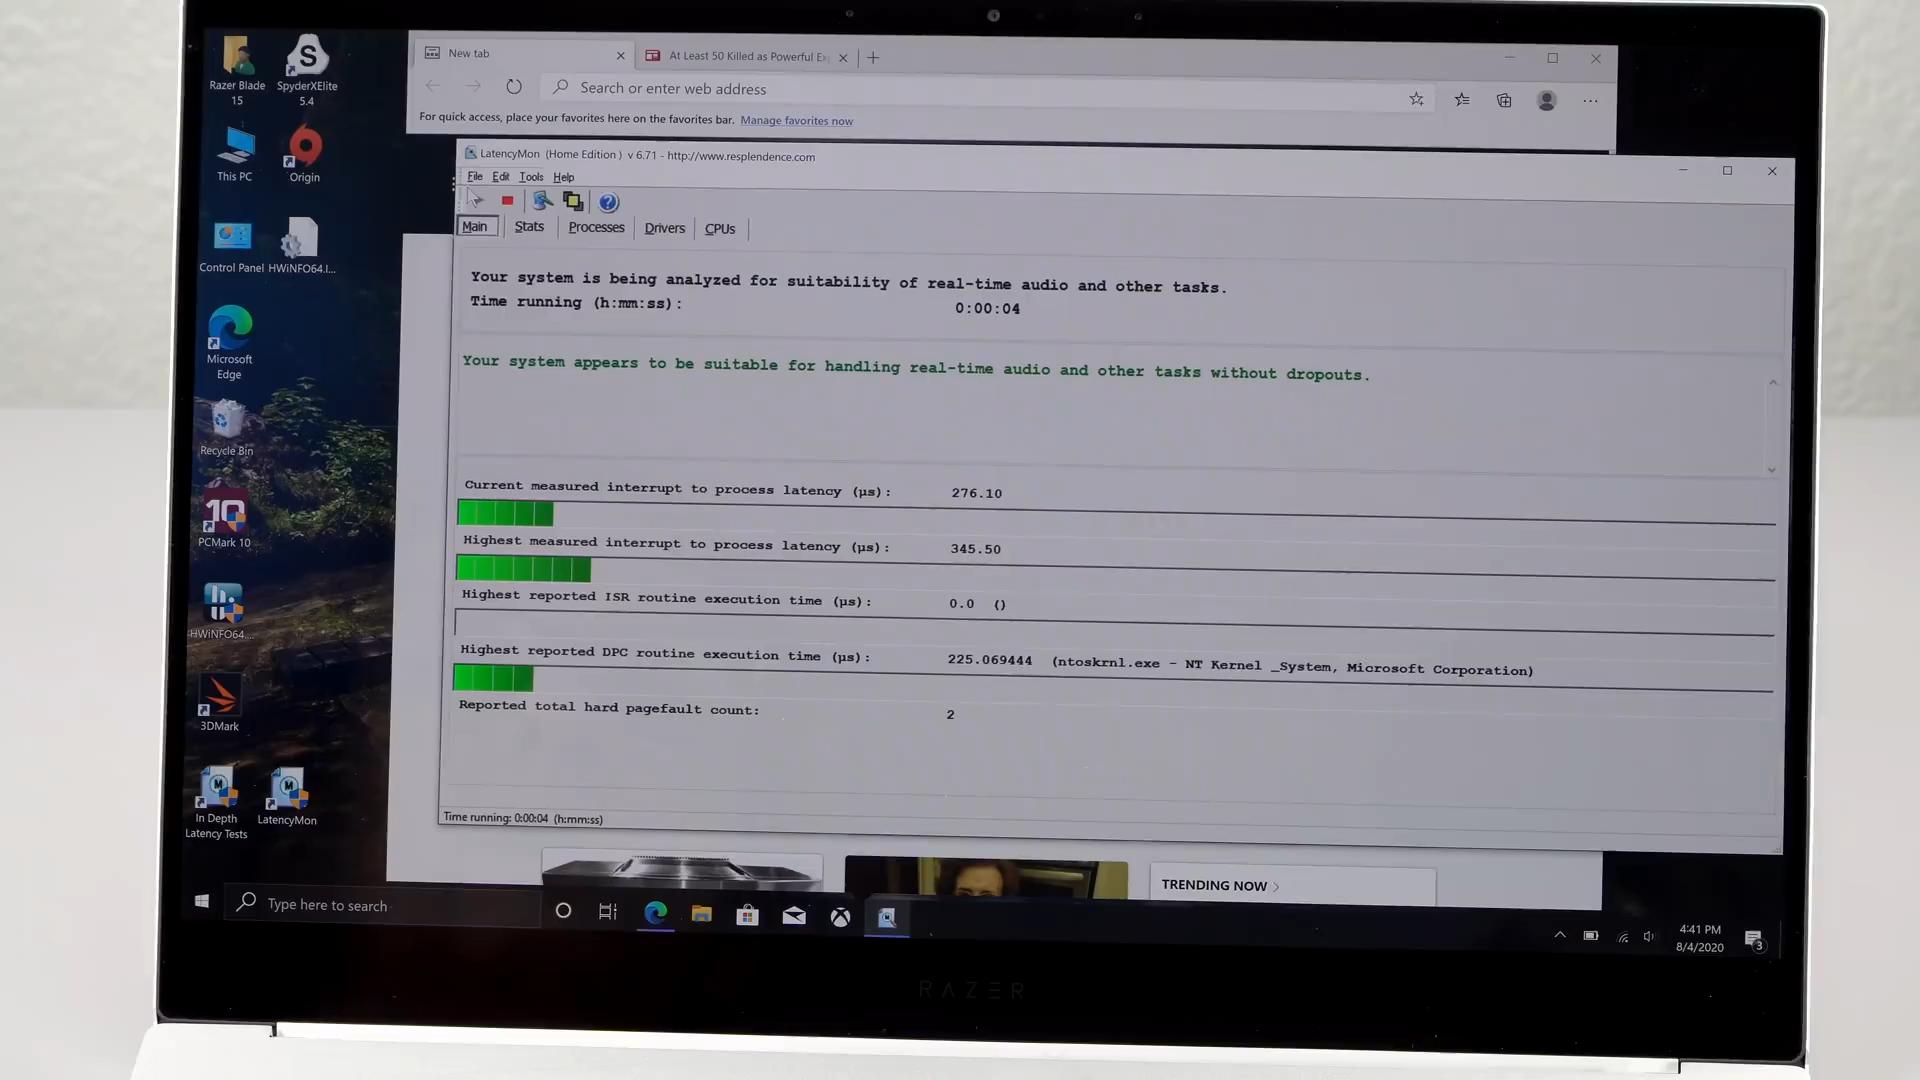 Razer Blade
15
SpyderXElite
5.4
This PC
Origin
Control Panel
HWiNFO64.I...
Microsoft
Edge
Recycle Bin
10
PCMark 10
HWiNFO64....
3DMark
In Depth
Latency Tests
LatencyMon
New tab
At Least 50 Killed as Powerful Ex
Search or enter web address
For quick access, place your favorites here on the favorites bar. Manage favorites now
LatencyMon (Home Edition ) v 6.71 - http://www.resplendence.com
File Edit Tools Help
Main Stats Processes Drivers CPUs
Your system is being analyzed for suitability of real-time audio and other tasks.
Time running (h:mm:ss): 0:00:04
Your system appears to be suitable for handling real-time audio and other tasks without dropouts.
Current measured interrupt to process latency (µs): 276.10
Highest measured interrupt to process latency (µs): 345.50
Highest reported ISR routine execution time (µs): 0.0 ()
Highest reported DPC routine execution time (µs): 225.069444 (ntoskrnl.exe - NT Kernel _System, Microsoft Corporation)
Reported total hard pagefault count: 2
Time running: 0:00:04 (h:mm:ss)
TRENDING NOW >
Type here to search
4:41 PM
8/4/2020
3
RAZER